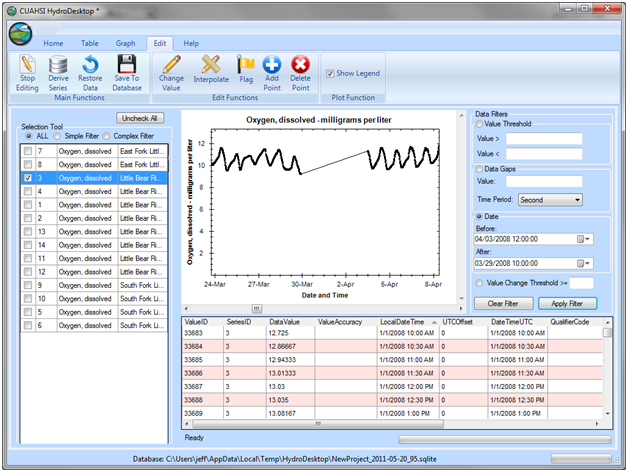 CUAHSI HydroDesktop *
Home Table Graph Edit Help
Stop Editing
Derive Series
Restore Data
Save To Database
Change Value
Interpolate
Flag
Add Point
Delete Point
Show Legend
Main Functions
Edit Functions
Plot Function
Uncheck All
Selection Tool
ALL Simple Filter Complex Filter
7 Oxygen, dissolved East Fork Littl...
8 Oxygen, dissolved East Fork Littl...
3 Oxygen, dissolved Little Bear Ri...
4 Oxygen, dissolved Little Bear Ri...
1 Oxygen, dissolved Little Bear Ri...
2 Oxygen, dissolved Little Bear Ri...
13 Oxygen, dissolved Little Bear Ri...
14 Oxygen, dissolved Little Bear Ri...
11 Oxygen, dissolved Little Bear Ri...
12 Oxygen, dissolved Little Bear Ri...
9 Oxygen, dissolved South Fork Li...
10 Oxygen, dissolved South Fork Li...
5 Oxygen, dissolved South Fork Li...
6 Oxygen, dissolved South Fork Li...
Oxygen, dissolved - milligrams per liter
Oxygen, dissolved - milligrams per liter
12
10
8
6
4
2
24-Mar 27-Mar 30-Mar 2-Apr 5-Apr 8-Apr
Date and Time
Data Filters
Value Threshold
Value >
Value <
Data Gaps
Value:
Time Period: Second
Date
Before:
04/03/2008 12:00:00
After:
03/29/2008 10:00:00
Value Change Threshold >=
Clear Filter Apply Filter
ValueID SeriesID DataValue ValueAccuracy LocalDateTime UTCOffset DateTimeUTC QualifierCode
33683 3 12.725 1/1/2008 10:00 AM 0 1/1/2008 10:00 AM
33684 3 12.86667 1/1/2008 10:30 AM 0 1/1/2008 10:30 AM
33685 3 12.94333 1/1/2008 11:00 AM 0 1/1/2008 11:00 AM
33686 3 13.01333 1/1/2008 11:30 AM 0 1/1/2008 11:30 AM
33687 3 13.03 1/1/2008 12:00 PM 0 1/1/2008 12:00 PM
33688 3 13.035 1/1/2008 12:30 PM 0 1/1/2008 12:30 PM
33689 3 13.08167 1/1/2008 1:00 PM 0 1/1/2008 1:00 PM
Ready
Database: C:\Users\jeff\AppData\Local\Temp\HydroDesktop\NewProject_2011-05-20_95.sqlite